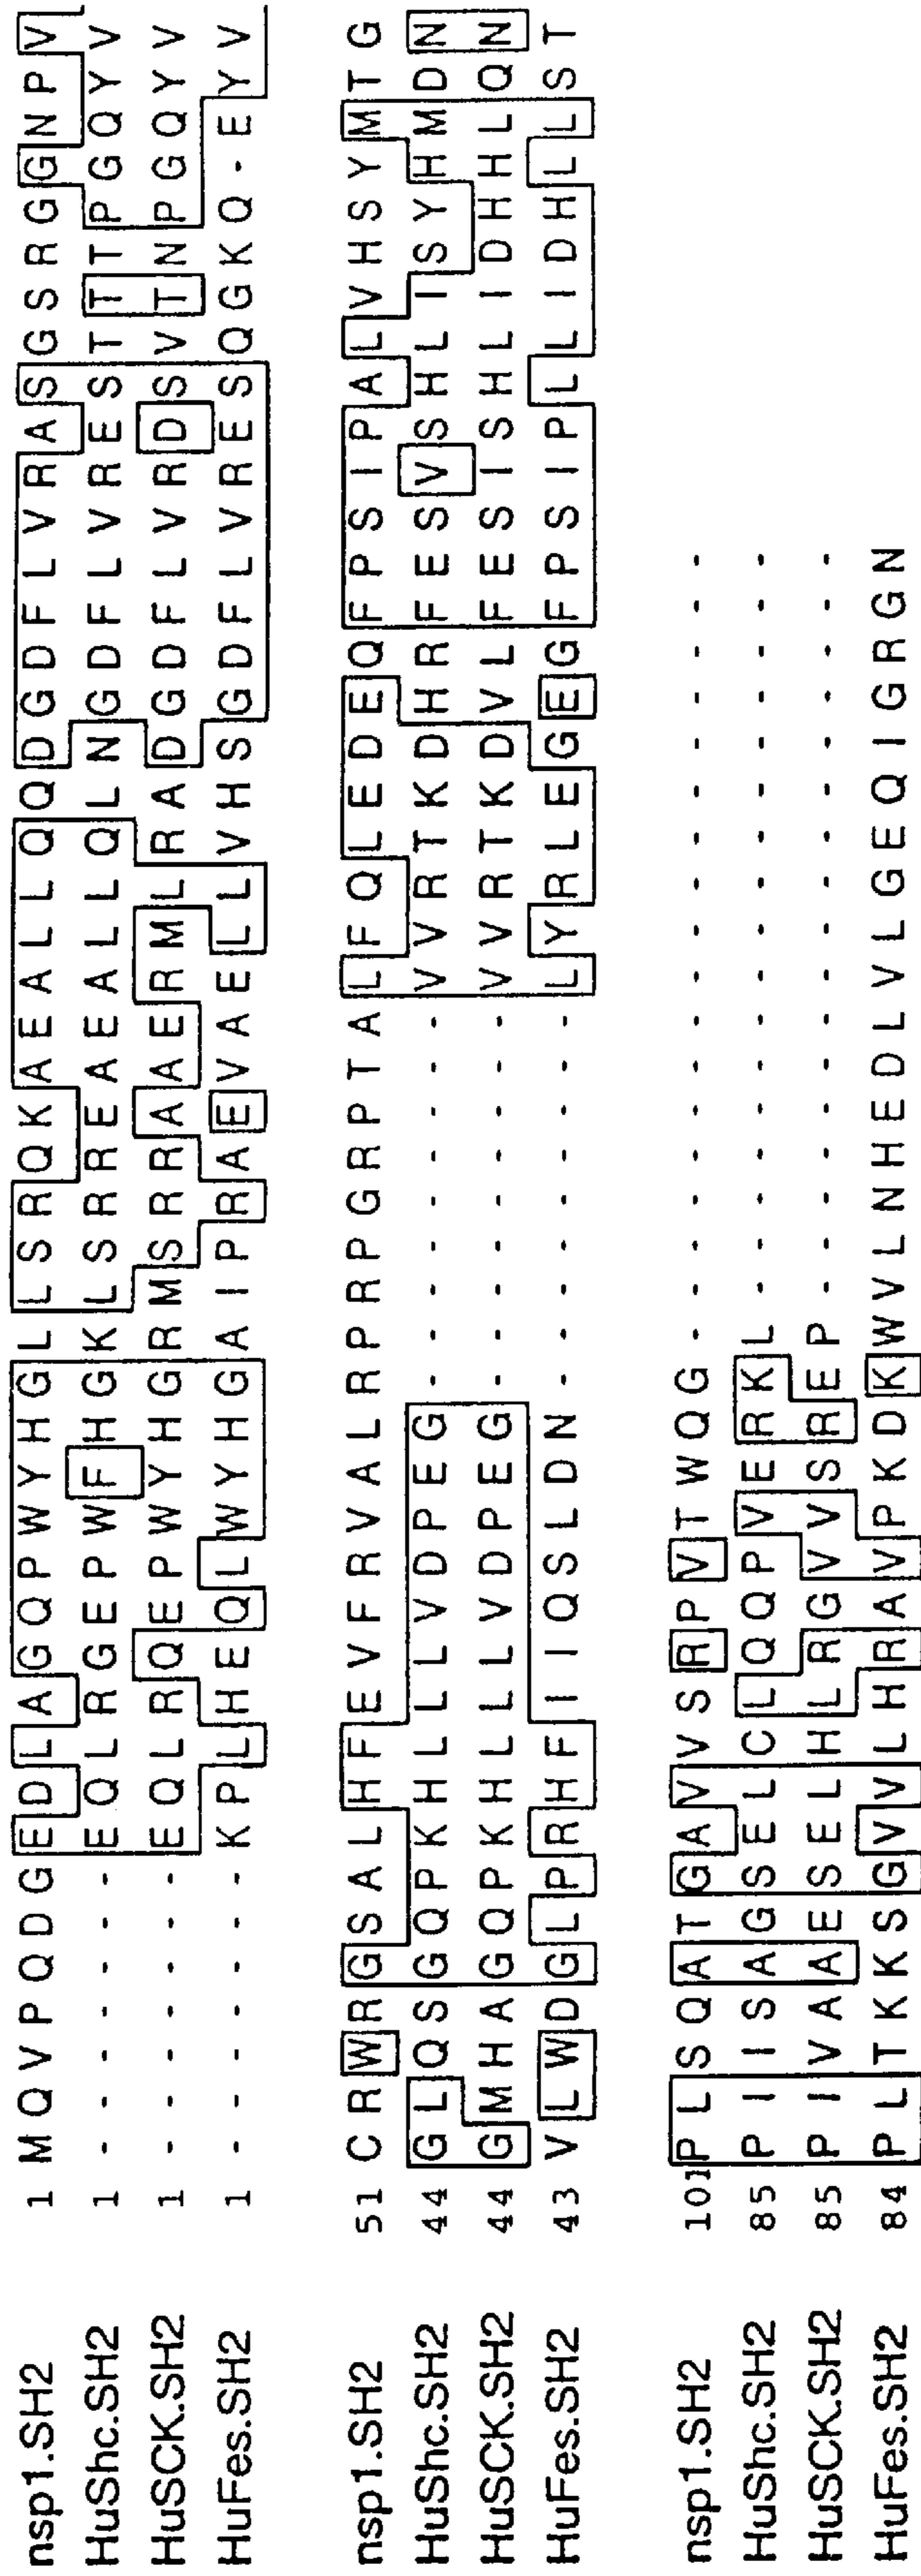 nsp1.SH2 1 M Q V P Q D G E D L A G Q P W Y H G L L S R Q K A E A L L Q Q D G D F L V R A S G S R G G N P V
HuShc.SH2 1 - - - - - - - E Q L R G E P W F H G K L S R R E A E A L L Q L N G D F L V R E S T T T P G Q Y V
HuSCK.SH2 1 - - - - - - - E Q L R Q E P W Y H G R M S R R A A E R M L R A D G D F L V R D S V T N P G Q Y V
HuFes.SH2 1 - - - - - - - K P L H E Q L W Y H G A I P R A E V A E L L V H S G D F L V R E S Q G K Q - E Y V
nsp1.SH2 51 C R W R G S A L H F E V F R V A L R P R P G R P T A L F Q L E D E Q F P S I P A L V H S Y M T G
HuShc.SH2 44 G L Q S G Q P K H L L L V D P E G - - - - - - - - - V V R T K D H R F E S V S H L I S Y H M D N
HuSCK.SH2 44 G M H A G Q P K H L L L V D P E G - - - - - - - - - V V R T K D V L F E S I S H L I D H H L Q N
HuFes.SH2 43 V L W D G L P R H F I I Q S L D N - - - - - - - - - L Y R L E G E G F P S I P L L I D H L L S T
nsp1.SH2 101 P L S Q A T G A V V S R P V T W Q G - - - - - - - - - - - - - - - - - -
HuShc.SH2 85 P I I S A G S E L C L Q Q P V E R K L - - - - - - - - - - - - - - - - -
HuSCK.SH2 85 P I V A A E S E L H L R G V V S R E P - - - - - - - - - - - - - - - - -
HuFes.SH2 84 P L T K K S G V V L H R A V P K D K W V L N H E D L V L G E Q I G R G N